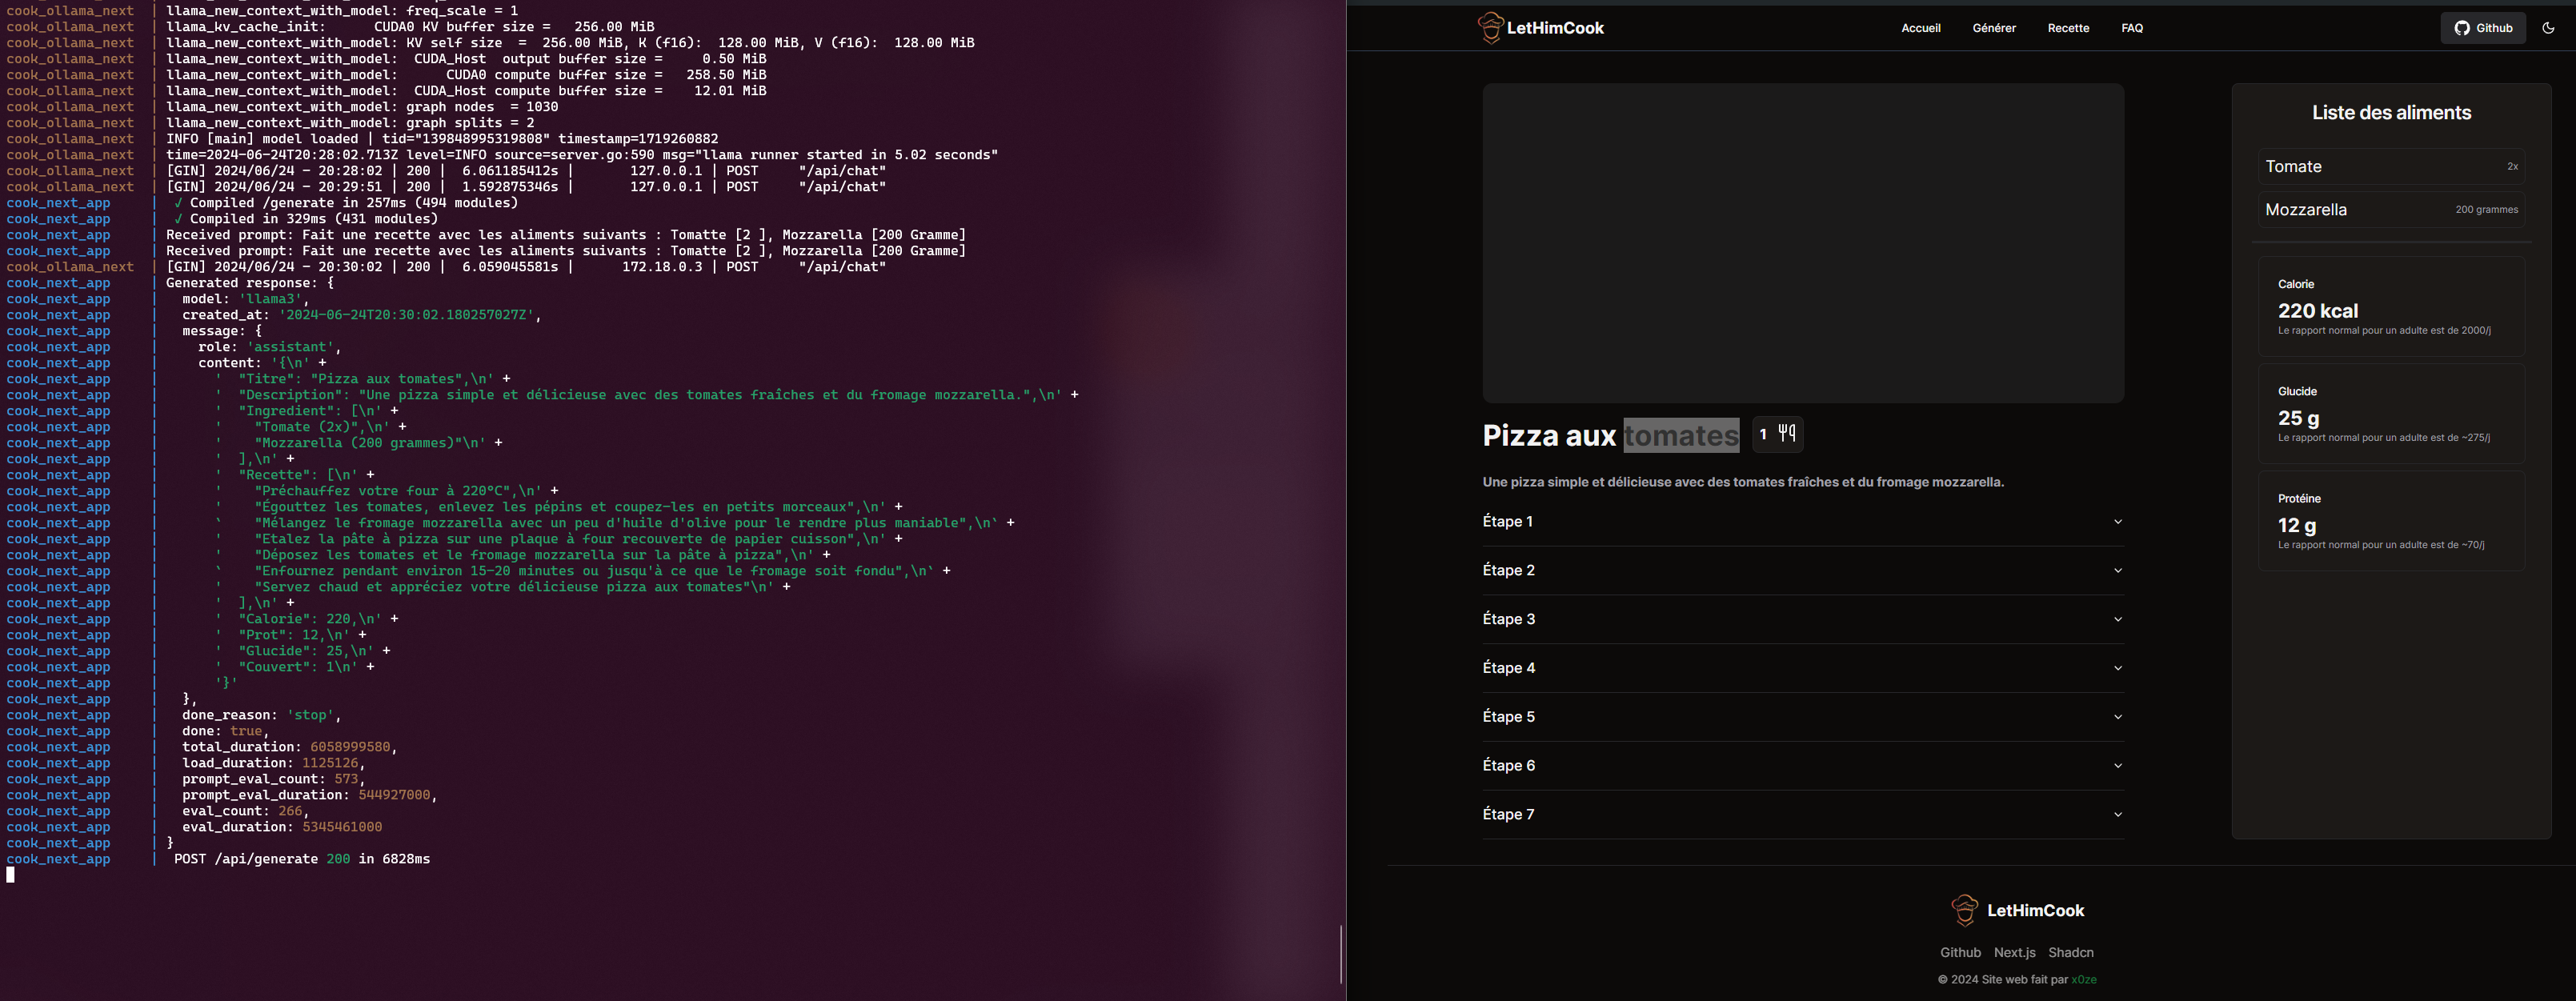 cook_ollama_next | llama_new_context_with_model: freq_scale = 1
cook_ollama_next | llama_kv_cache_init:      CUDA0 KV buffer size =   256.00 MiB
cook_ollama_next | llama_new_context_with_model: KV self size  =  256.00 MiB, K (f16):  128.00 MiB, V (f16):  128.00 MiB
cook_ollama_next | llama_new_context_with_model:  CUDA_Host  output buffer size =     0.50 MiB
cook_ollama_next | llama_new_context_with_model:      CUDA0 compute buffer size =   258.50 MiB
cook_ollama_next | llama_new_context_with_model:  CUDA_Host compute buffer size =    12.01 MiB
cook_ollama_next | llama_new_context_with_model: graph nodes  = 1030
cook_ollama_next | llama_new_context_with_model: graph splits = 2
cook_ollama_next | INFO [main] model loaded | tid="139848995319808" timestamp=1719260882
cook_ollama_next | time=2024-06-24T20:28:02.713Z level=INFO source=server.go:590 msg="llama runner started in 5.02 seconds"
cook_ollama_next | [GIN] 2024/06/24 - 20:28:02 | 200 |  6.061185412s |       127.0.0.1 | POST     "/api/chat"
cook_ollama_next | [GIN] 2024/06/24 - 20:29:51 | 200 |  1.592875346s |       127.0.0.1 | POST     "/api/chat"
cook_next_app | ✓ Compiled /generate in 257ms (494 modules)
cook_next_app | ✓ Compiled in 329ms (431 modules)
cook_next_app | Received prompt: Fait une recette avec les aliments suivants : Tomatte [2 ], Mozzarella [200 Gramme]
cook_next_app | Received prompt: Fait une recette avec les aliments suivants : Tomatte [2 ], Mozzarella [200 Gramme]
cook_ollama_next | [GIN] 2024/06/24 - 20:30:02 | 200 |  6.059045581s |      172.18.0.3 | POST     "/api/chat"
cook_next_app | Generated response: {
cook_next_app |   model: 'llama3',
cook_next_app |   created_at: '2024-06-24T20:30:02.180257027Z',
cook_next_app |   message: {
cook_next_app |     role: 'assistant',
cook_next_app |     content: '{\n' +
cook_next_app |       '  "Titre": "Pizza aux tomates",\n' +
cook_next_app |       '  "Description": "Une pizza simple et délicieuse avec des tomates fraîches et du fromage mozzarella.",\n' +
cook_next_app |       '  "Ingredient": [\n' +
cook_next_app |       '    "Tomate (2x)",\n' +
cook_next_app |       '    "Mozzarella (200 grammes)"\n' +
cook_next_app |       '  ],\n' +
cook_next_app |       '  "Recette": [\n' +
cook_next_app |       '    "Préchauffez votre four à 220°C",\n' +
cook_next_app |       '    "Égouttez les tomates, enlevez les pépins et coupez-les en petits morceaux",\n' +
cook_next_app |       `    "Mélangez le fromage mozzarella avec un peu d'huile d'olive pour le rendre plus maniable",\n` +
cook_next_app |       '    "Etalez la pâte à pizza sur une plaque à four recouverte de papier cuisson",\n' +
cook_next_app |       '    "Déposez les tomates et le fromage mozzarella sur la pâte à pizza",\n' +
cook_next_app |       `    "Enfournez pendant environ 15-20 minutes ou jusqu'à ce que le fromage soit fondu",\n` +
cook_next_app |       '    "Servez chaud et appréciez votre délicieuse pizza aux tomates"\n' +
cook_next_app |       '  ],\n' +
cook_next_app |       '  "Calorie": 220,\n' +
cook_next_app |       '  "Prot": 12,\n' +
cook_next_app |       '  "Glucide": 25,\n' +
cook_next_app |       '  "Couvert": 1\n' +
cook_next_app |       '}'
cook_next_app |   },
cook_next_app |   done_reason: 'stop',
cook_next_app |   done: true,
cook_next_app |   total_duration: 6058999580,
cook_next_app |   load_duration: 1125126,
cook_next_app |   prompt_eval_count: 573,
cook_next_app |   prompt_eval_duration: 544927000,
cook_next_app |   eval_count: 266,
cook_next_app |   eval_duration: 5345461000
cook_next_app | }
cook_next_app |  POST /api/generate 200 in 6828ms
LetHimCook
Accueil Générer Recette FAQ
Github
Pizza aux tomates 1
Une pizza simple et délicieuse avec des tomates fraîches et du fromage mozzarella.
Étape 1
Étape 2
Étape 3
Étape 4
Étape 5
Étape 6
Étape 7
Liste des aliments
Tomate 2x
Mozzarella 200 grammes
Calorie
220 kcal
Le rapport normal pour un adulte est de 2000/j
Glucide
25 g
Le rapport normal pour un adulte est de ~275/j
Protéine
12 g
Le rapport normal pour un adulte est de ~70/j
LetHimCook
Github Next.js Shadcn
© 2024 Site web fait par x0ze